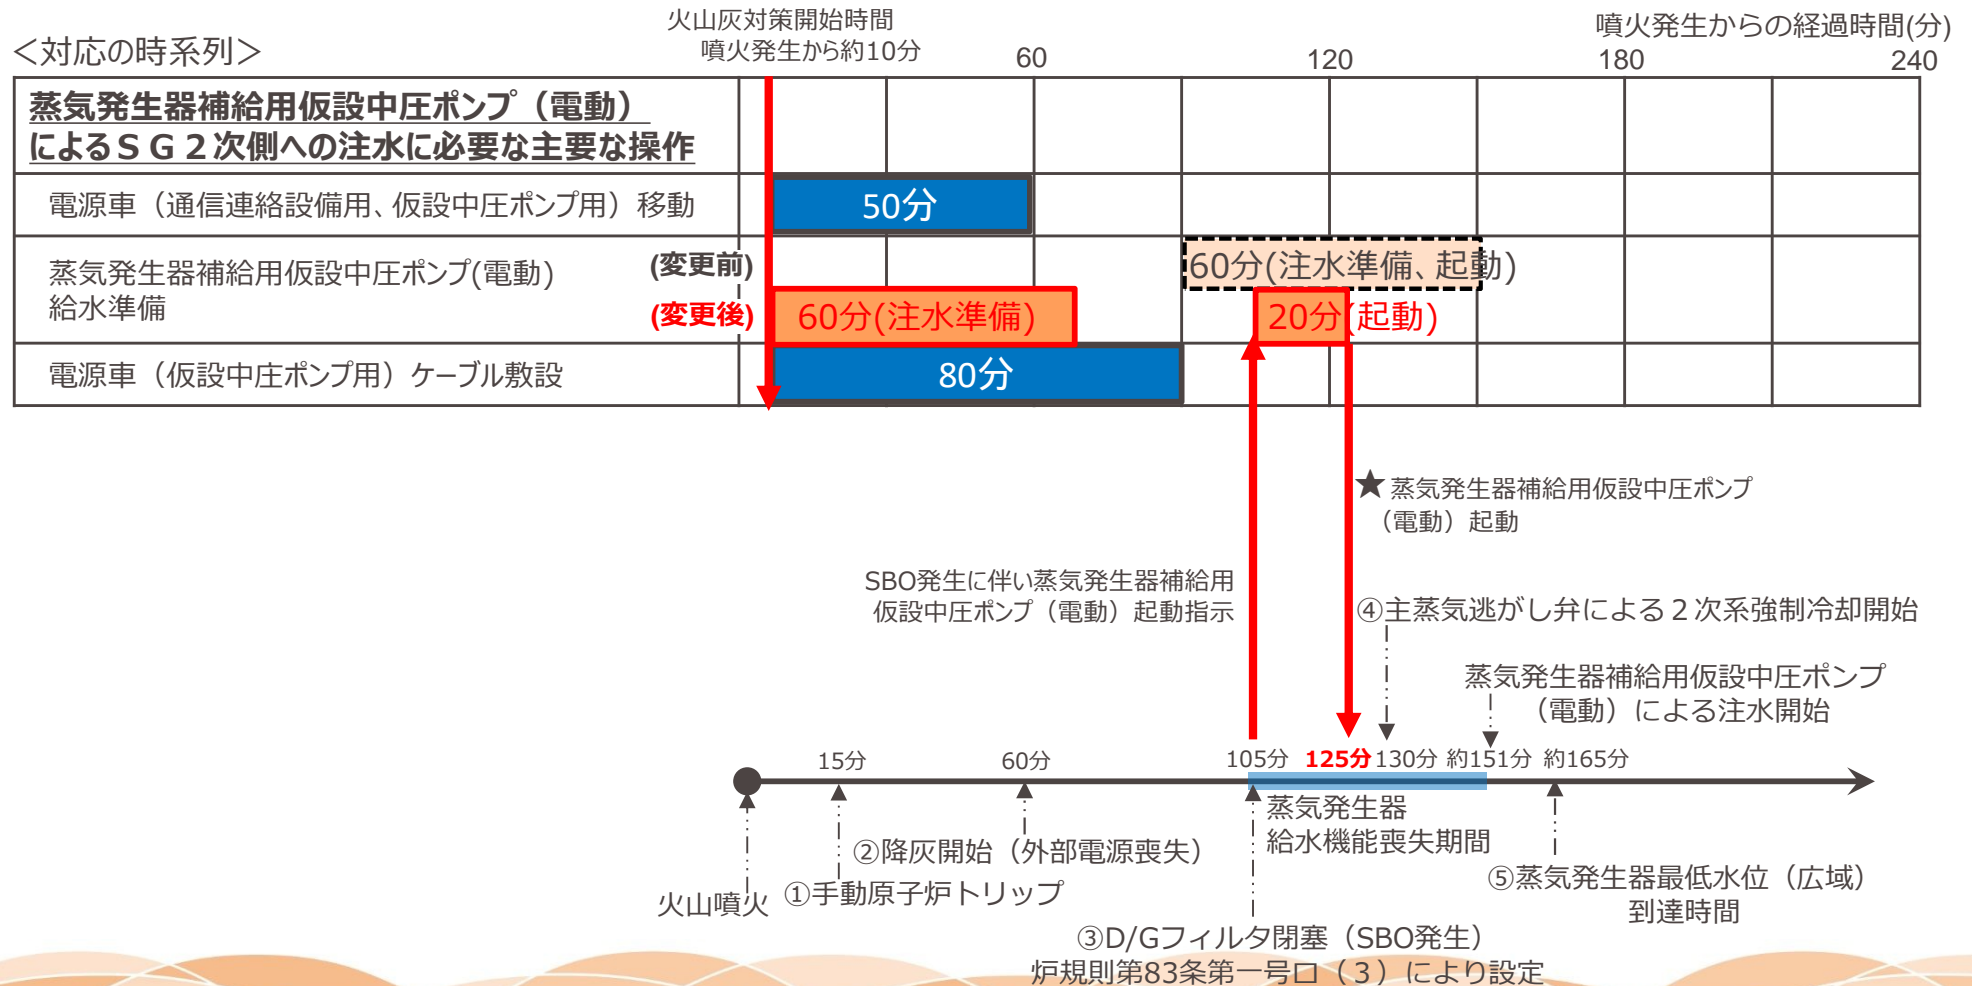 ＜対応の時系列＞
火山灰対策開始時間
噴火発生から約10分
噴火発生からの経過時間(分)
60
120
180
240
蒸気発生器補給用仮設中圧ポンプ（電動）
によるＳＧ２次側への注水に必要な主要な操作
電源車（通信連絡設備用、仮設中圧ポンプ用）移動
50分
蒸気発生器補給用仮設中圧ポンプ(電動)
給水準備
(変更前)
60分(注水準備、起動)
(変更後)
60分(注水準備)
20分(起動)
電源車（仮設中圧ポンプ用）ケーブル敷設
80分
★蒸気発生器補給用仮設中圧ポンプ
（電動）起動
SBO発生に伴い蒸気発生器補給用
仮設中圧ポンプ（電動）起動指示
④主蒸気逃がし弁による２次系強制冷却開始
蒸気発生器補給用仮設中圧ポンプ
（電動）による注水開始
15分
60分
105分
125分
130分
約151分
約165分
蒸気発生器
給水機能喪失期間
②降灰開始（外部電源喪失）
①手動原子炉トリップ
火山噴火
⑤蒸気発生器最低水位（広域）
到達時間
③D/Gフィルタ閉塞（SBO発生）
炉規則第83条第一号ロ（３）により設定